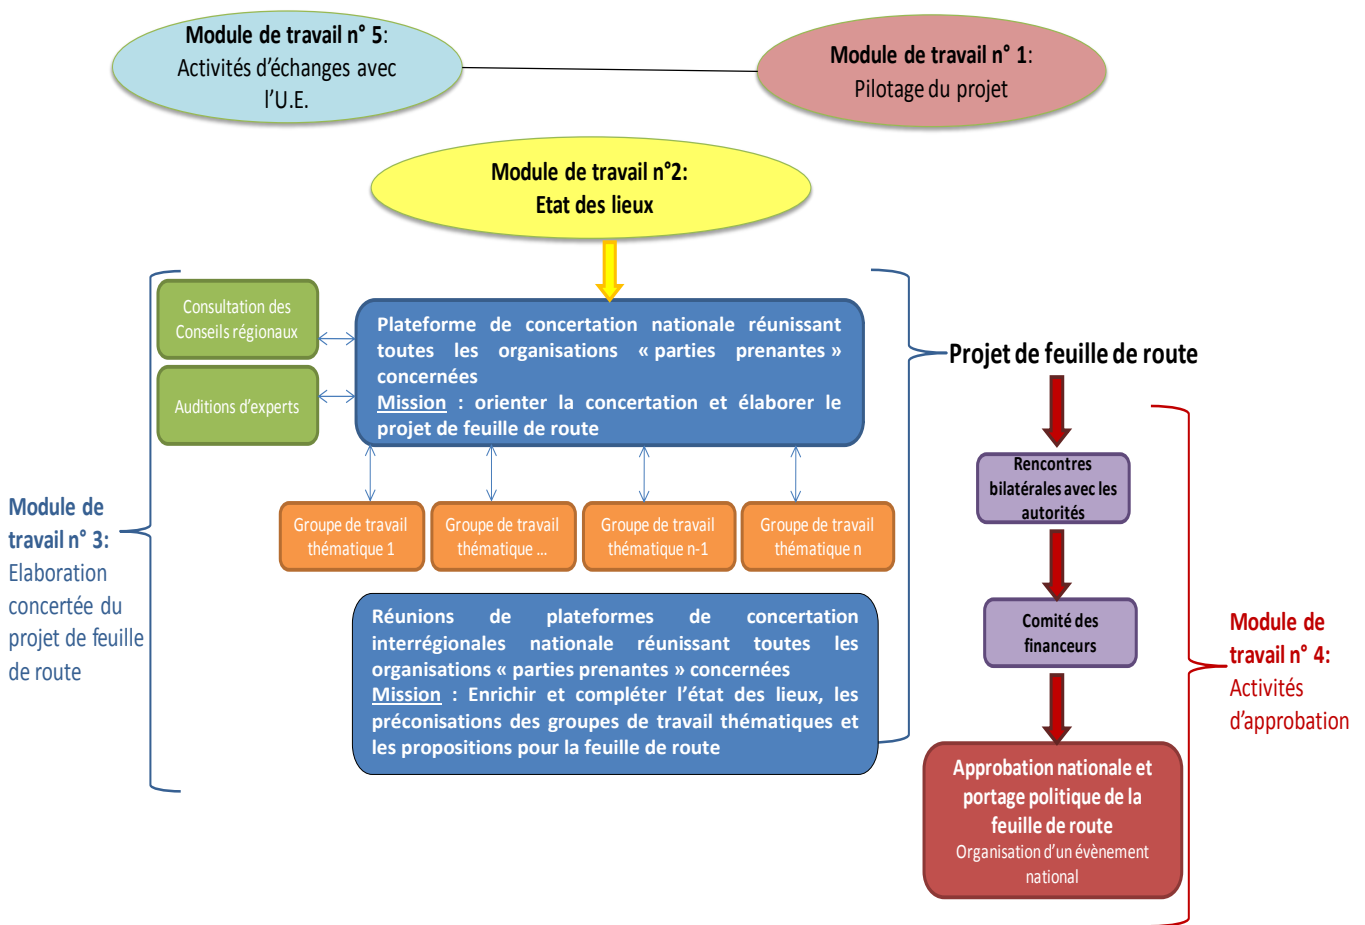 Module de travail n° 5:
Activités d'échanges avec
l'U.E.
Module de travail n° 1:
Pilotage du projet
Module de travail n°2:
Etat des lieux
Consultation des
Conseils régionaux
Auditions d'experts
Plateforme de concertation nationale réunissant
toutes les organisations « parties prenantes »
concernées
Mission : orienter la concertation et élaborer le
projet de feuille de route
Projet de feuille de route
Groupe de travail
thématique 1
Groupe de travail
thématique ...
Groupe de travail
thématique n-1
Groupe de travail
thématique n
Module de
travail n° 3:
Elaboration
concertée du
projet de feuille
de route
Réunions de plateformes de concertation
interrégionales nationale réunissant toutes les
organisations « parties prenantes » concernées
Mission : Enrichir et compléter l'état des lieux, les
préconisations des groupes de travail thématiques et
les propositions pour la feuille de route
Rencontres
bilatérales avec les
autorités
Comité des
financeurs
Approbation nationale et
portage politique de la
feuille de route
Organisation d'un évènement
national
Module de
travail n° 4:
Activités
d'approbation